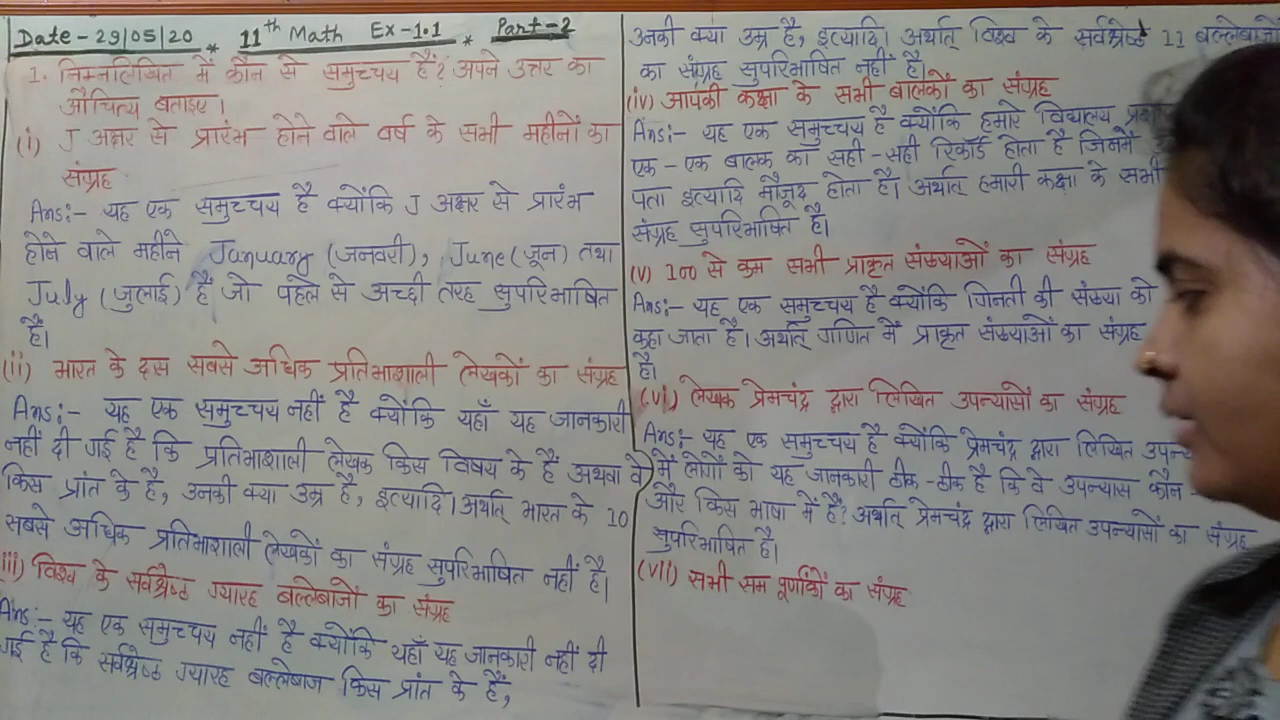 Date - 29/05/20 * 11th Math Ex-1.1 * Part-2
1. निम्नलिखित में कौन से समुच्चय हैं? अपने उत्तर का
औचित्य बताइए।
(i) J अक्षर से प्रारंभ होने वाले वर्ष के सभी महीनों का
संग्रह
Ans:- यह एक समुच्चय है क्योंकि J अक्षर से प्रारंभ
होने वाले महीने January (जनवरी), June (जून) तथा
July (जुलाई) हैं जो पहले से अच्छी तरह सुपरिभाषित
हैं।
(ii) भारत के दस सबसे अधिक प्रतिभाशाली लेखकों का संग्रह
Ans:- यह एक समुच्चय नहीं है क्योंकि यहाँ यह जानकारी
नहीं दी गई है कि प्रतिभाशाली लेखक किस विषय के हैं अथवा वे
किस प्रांत के है, उनकी क्या उम्र है, इत्यादि। अर्थात् भारत के 10
सबसे अधिक प्रतिभाशाली लेखकों का संग्रह सुपरिभाषित नहीं है।
iii) विश्व के सर्वश्रेष्ठ ग्यारह बल्लेबाजों का संग्रह
Ans:- यह एक समुच्चय नहीं है क्योंकि यहाँ यह जानकारी नहीं दी
गई है कि सर्वश्रेष्ठ ग्यारह बल्लेबाज किस प्रांत के हैं,
उनकी क्या उम्र है, इत्यादि। अर्थात् विश्व के सर्वश्रेष्ठ 11 बल्लेबाजों
का संग्रह सुपरिभाषित नहीं है।
(iv) आपकी कक्षा के सभी बालकों का संग्रह
Ans:- यह एक समुच्चय है क्योंकि हमारे विद्यालय
एक - एक बालक का सही - सही रिकॉर्ड होता है जिनमें
पता इत्यादि मौजूद होता है। अर्थात् हमारी कक्षा के सभी
संग्रह सुपरिभाषित है।
(v) 100 से कम सभी प्राकृत संख्याओं का संग्रह
Ans:- यह एक समुच्चय है क्योंकि गिनती की संख्या को
कहा जाता है। अर्थात् गणित में प्राकृत संख्याओं का संग्रह
है।
(vi) लेखक प्रेमचंद्र द्वारा लिखित उपन्यासों का संग्रह
Ans:- यह एक समुच्चय है क्योंकि प्रेमचंद्र द्वारा लिखित
में लोगों को यह जानकारी ठीक - ठीक है कि वे उपन्यास कौन -
और किस भाषा में हैं? अर्थात् प्रेमचंद्र द्वारा लिखित उपन्यासों का संग्रह
सुपरिभाषित है।
(vii) सभी सम पूर्णांकों का संग्रह